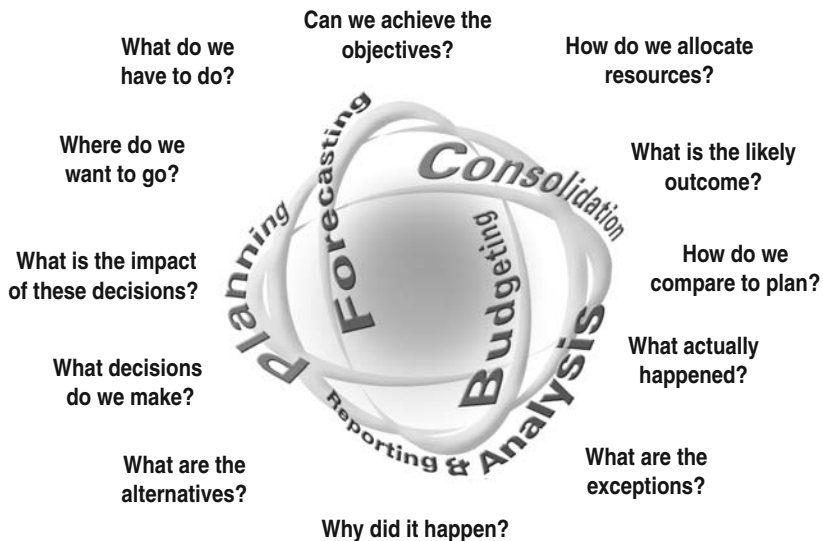 Can we achieve the
objectives?
What do we
have to do?
How do we allocate
resources?
Where do we
want to go?
What is the likely
outcome?
What is the impact
of these decisions?
How do we
compare to plan?
What decisions
do we make?
What actually
happened?
What are the
alternatives?
What are the
exceptions?
Why did it happen?
Forecasting
Consolidation
Planning
Budgeting
Reporting & Analysis